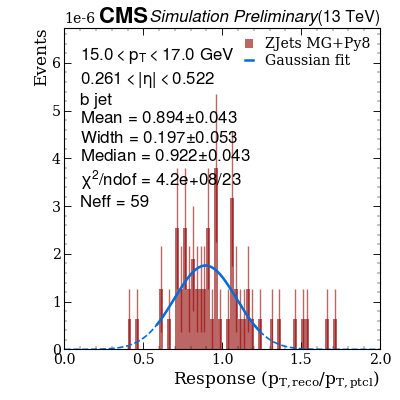 1e-6 CMS Simulation Preliminary (13 TeV)
Events
15.0 < pT < 17.0 GeV
0.261 < |η| < 0.522
b jet
Mean = 0.894±0.043
Width = 0.197±0.053
Median = 0.922±0.043
χ²/ndof = 4.2e+08/23
Neff = 59
ZJets MG+Py8
Gaussian fit
6
5
4
3
2
1
0
0.0 0.5 1.0 1.5 2.0
Response (pT,reco/pT,ptcl)